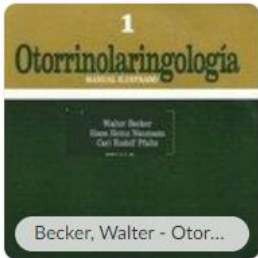 1
Otorrinolaringología
MANUAL ILUSTRADO
Walter Becker
Hans Heinz Naumann
Carl Rudolf Pfaltz
Becker, Walter - Otor...